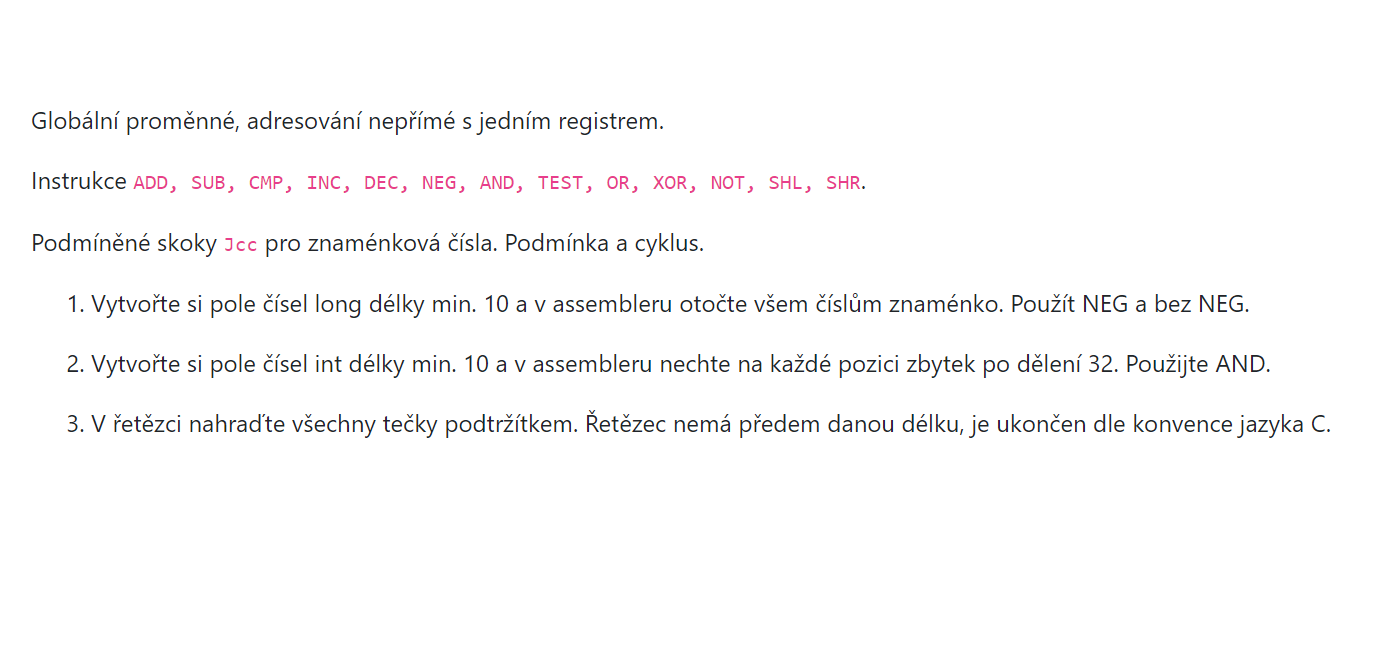 Globální proměnné, adresování nepřímé s jedním registrem.
Instrukce ADD, SUB, CMP, INC, DEC, NEG, AND, TEST, OR, XOR, NOT, SHL, SHR.
Podmíněné skoky Jcc pro znaménková čísla. Podmínka a cyklus.
1. Vytvořte si pole čísel long délky min. 10 a v assembleru otočte všem číslům znaménko. Použít NEG a bez NEG.
2. Vytvořte si pole čísel int délky min. 10 a v assembleru nechte na každé pozici zbytek po dělení 32. Použijte AND.
3. V řetězci nahraďte všechny tečky podtržítkem. Řetězec nemá předem danou délku, je ukončen dle konvence jazyka C.